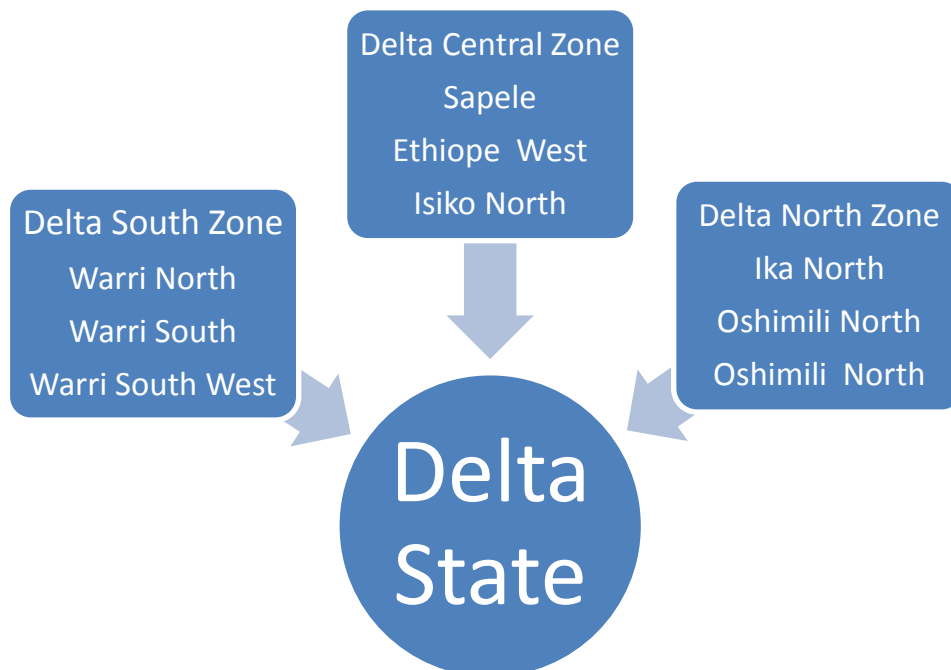 Delta South Zone
Warri North
Warri South
Warri South West
Delta Central Zone
Sapele
Ethiope  West
Isiko North
Delta North Zone
Ika North
Oshimili North
Oshimili  North
Delta
State